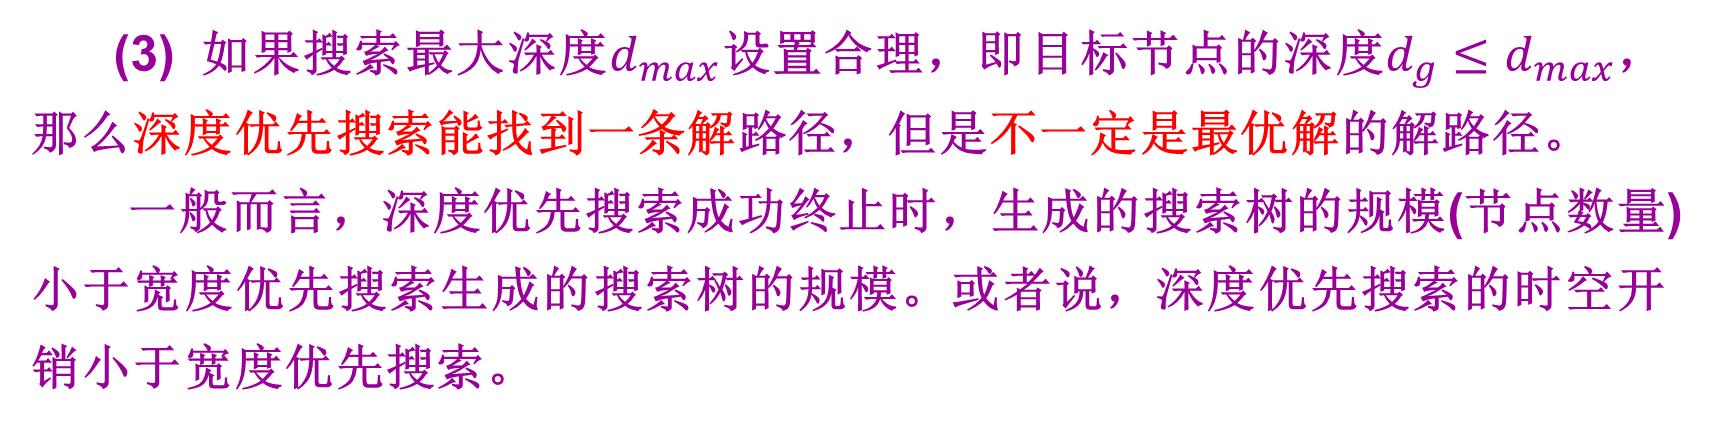 (3) 如果搜索最大深度$d_{max}$设置合理，即目标节点的深度$d_g \leq d_{max}$，
那么深度优先搜索能找到一条解路径，但是不一定是最优解的解路径。
一般而言，深度优先搜索成功终止时，生成的搜索树的规模(节点数量)
小于宽度优先搜索生成的搜索树的规模。或者说，深度优先搜索的时空开
销小于宽度优先搜索。